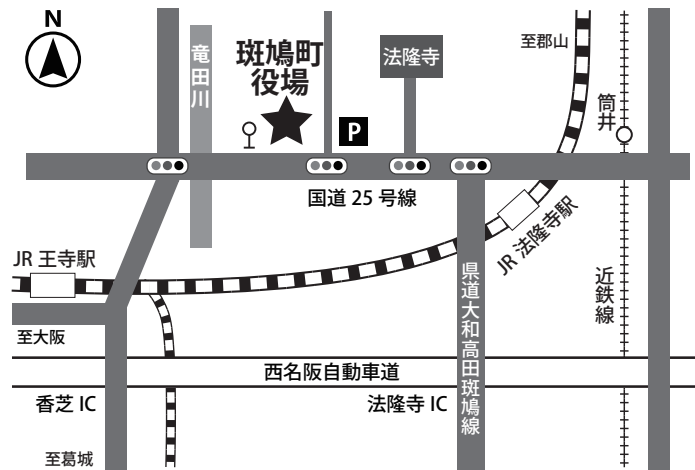 N
竜田川
斑鳩町
役場
法隆寺
至郡山
筒井
P
国道 25 号線
JR 王寺駅
JR 法隆寺駅
県道大和高田斑鳩線
近鉄線
至大阪
西名阪自動車道
香芝 IC
法隆寺 IC
至葛城